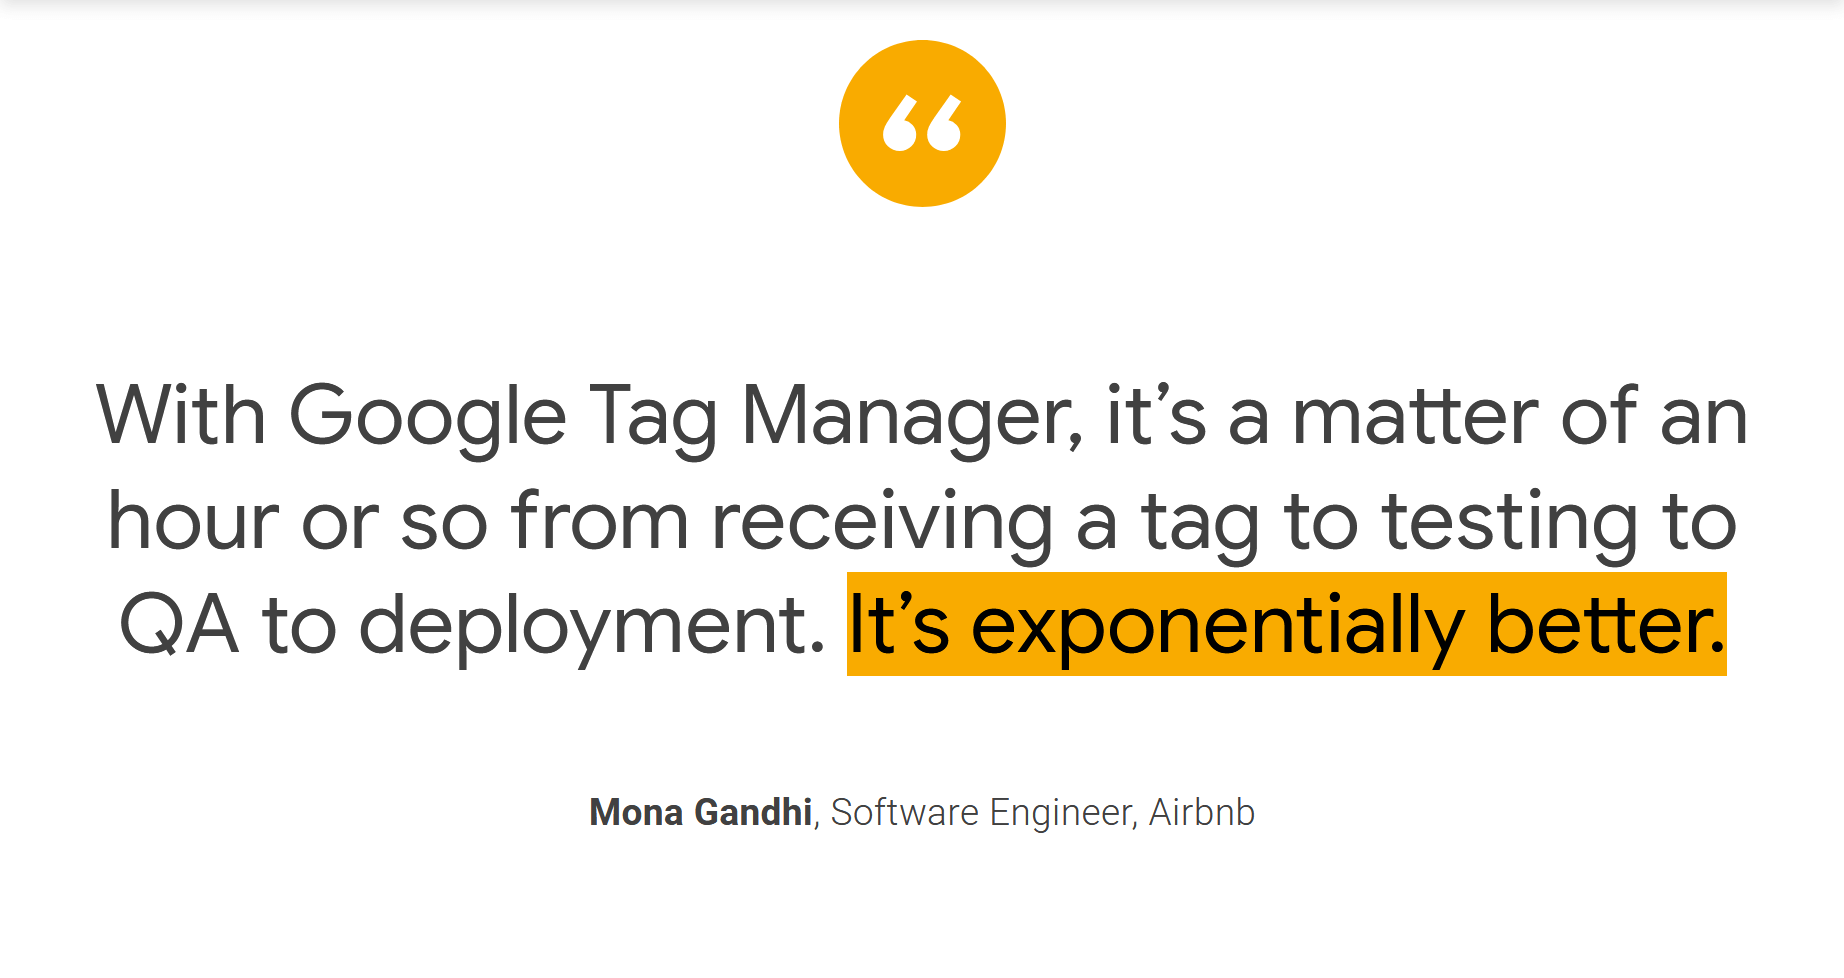 “
With Google Tag Manager, it’s a matter of an
hour or so from receiving a tag to testing to
QA to deployment. It’s exponentially better.
Mona Gandhi, Software Engineer, Airbnb